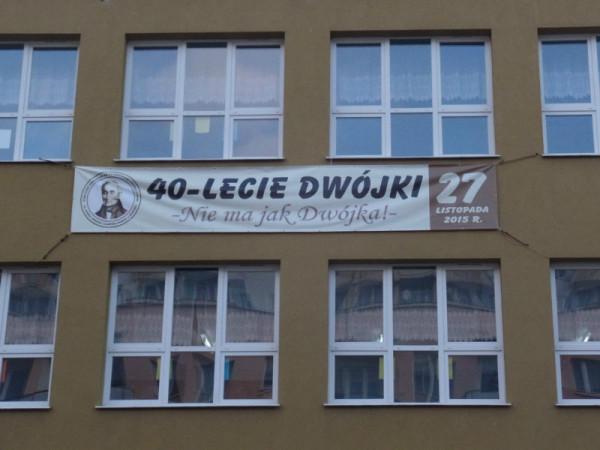 40-LECIE DWÓJKI
-Nie ma jak Dwójka!-
27
LISTOPADA
2015 R.